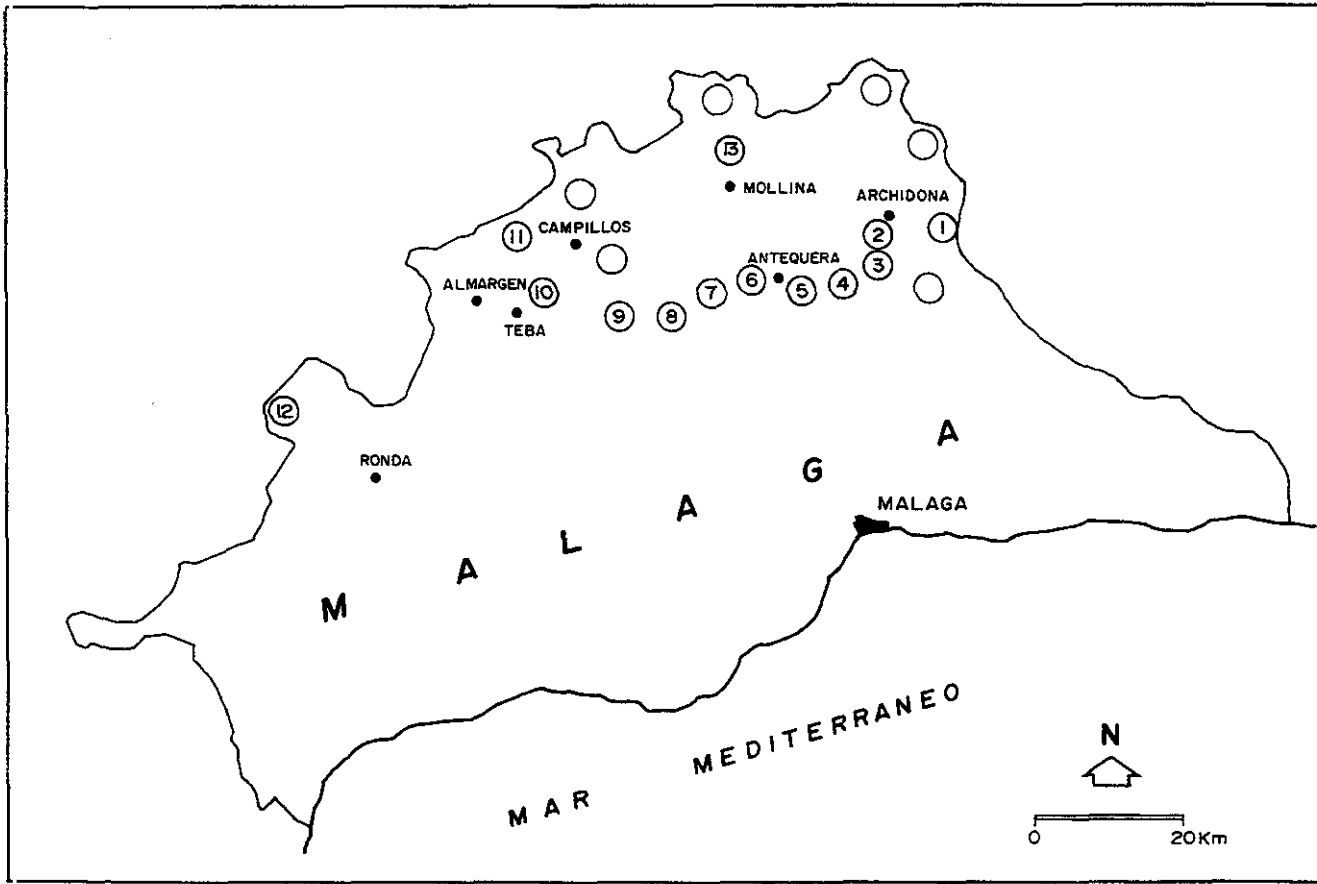 13
MOLLINA
ARCHIDONA
11
CAMPILLOS
2
1
ANTEQUERA
3
ALMARGEN
10
7
6
5
4
TEBA
9
8
12
RONDA
MALAGA
MALAGA
MAR MEDITERRANEO
N
0 20Km